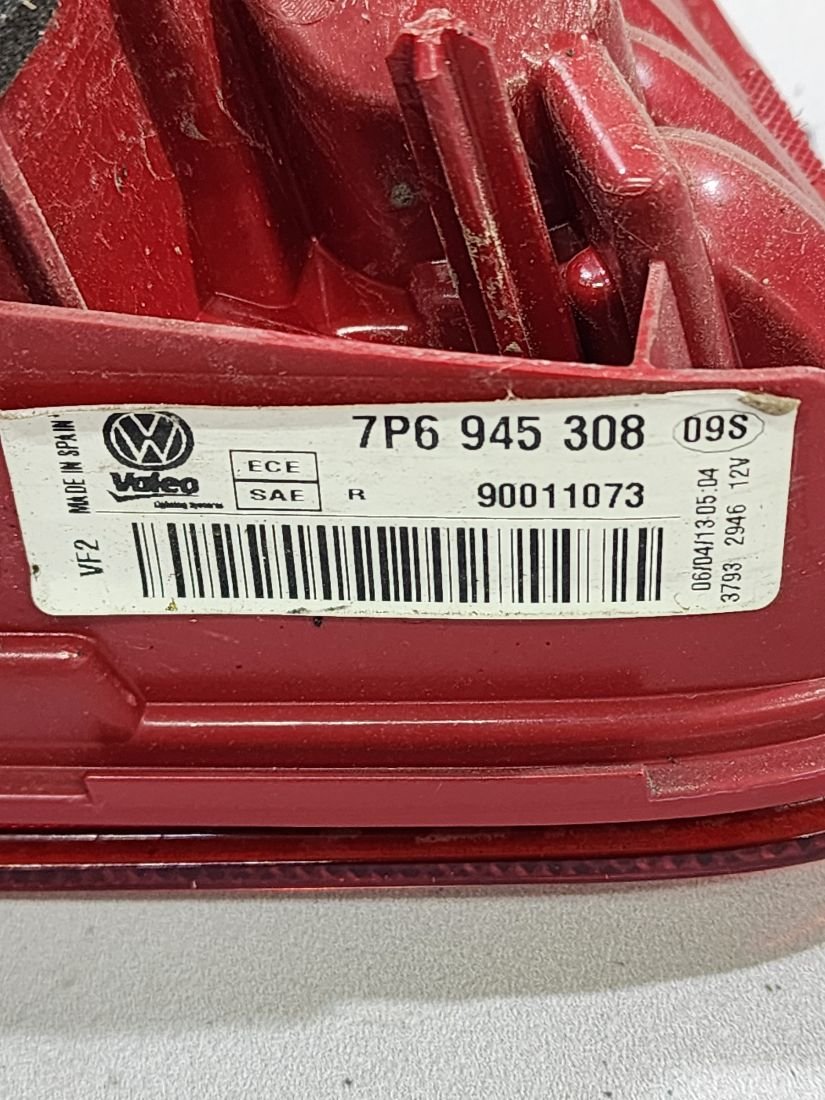 7P6 945 308 09S
MADE IN SPAIN
VF2
VW
Valeo
Lighting Systems
ECE
SAE R 90011073
06/04/13.05:04
3793 2946 12V